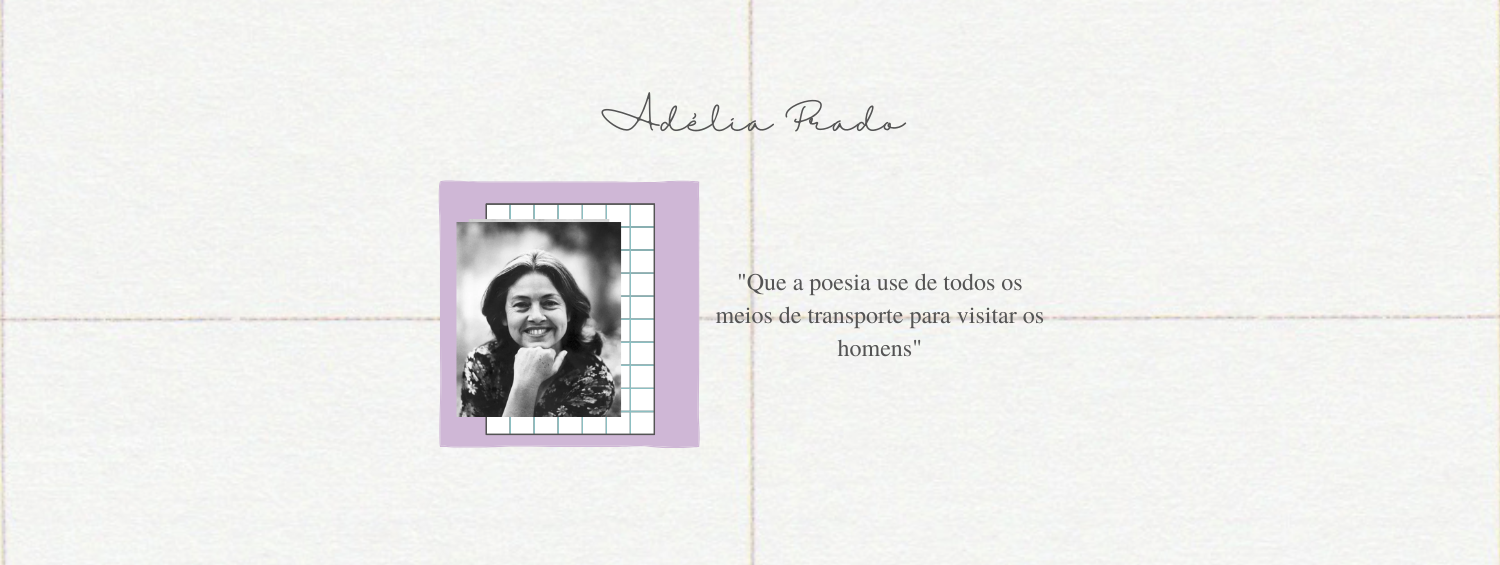 Adélia Prado
"Que a poesia use de todos os
meios de transporte para visitar os
homens"